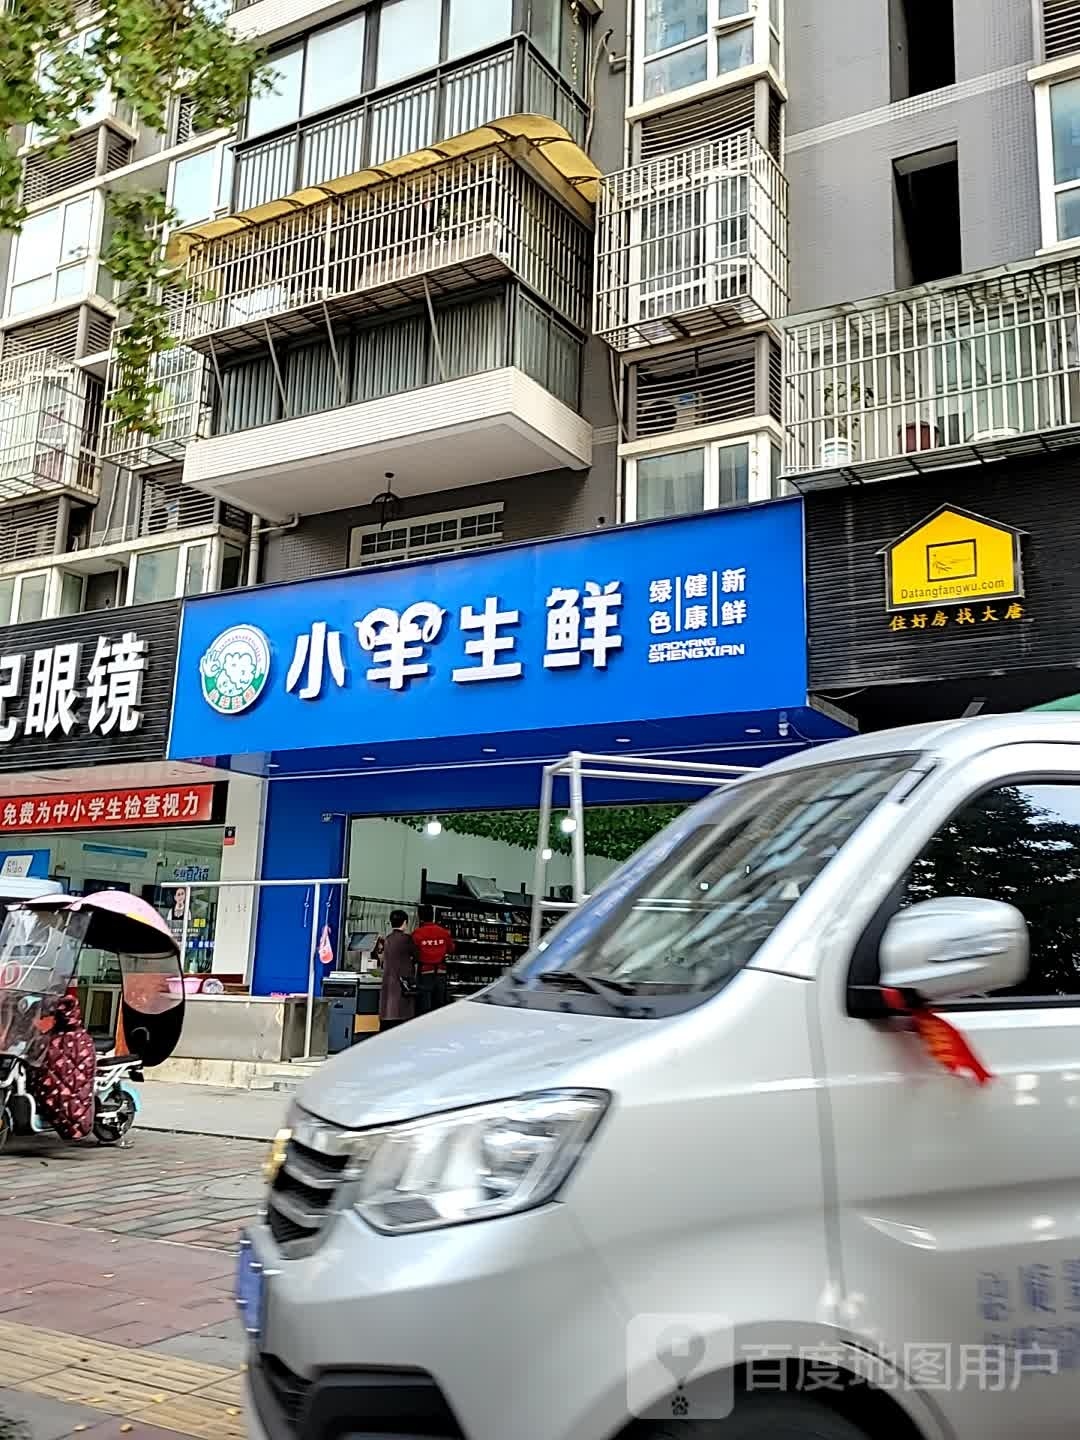 小羊生鲜
绿色 健康 新鲜
XIAOYANG
SHENGXIAN
Datangfangwu.com
住好房找大唐
记眼镜
免费为中小学生检查视力
百度地图用户